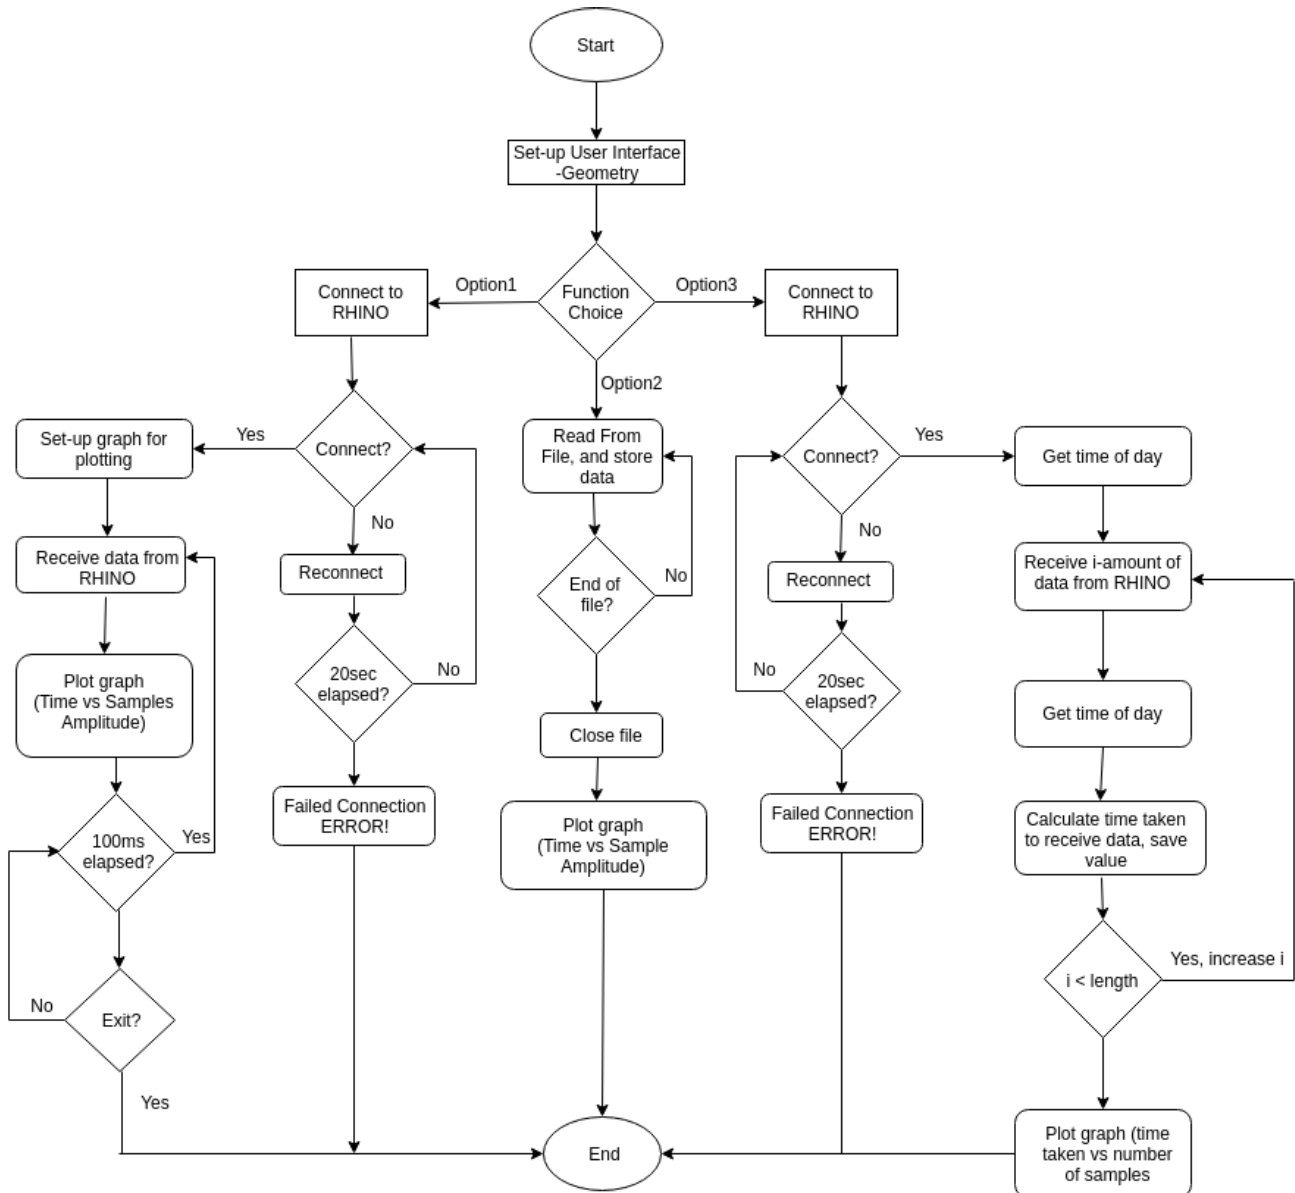 Start
Set-up User Interface
-Geometry
Option1
Function
Choice
Option3
Connect to
RHINO
Connect to
RHINO
Option2
Set-up graph for
plotting
Yes
Connect?
Read From
File, and store
data
Connect?
Yes
Get time of day
No
No
Receive data from
RHINO
Reconnect
End of
file?
No
Reconnect
Receive i-amount of
data from RHINO
Plot graph
(Time vs Samples
Amplitude)
20sec
elapsed?
No
No
20sec
elapsed?
Get time of day
Close file
100ms
elapsed?
Yes
Failed Connection
ERROR!
Plot graph
(Time vs Sample
Amplitude)
Failed Connection
ERROR!
Calculate time taken
to receive data, save
value
i < length
Yes, increase i
No
Exit?
Yes
End
Plot graph (time
taken vs number
of samples